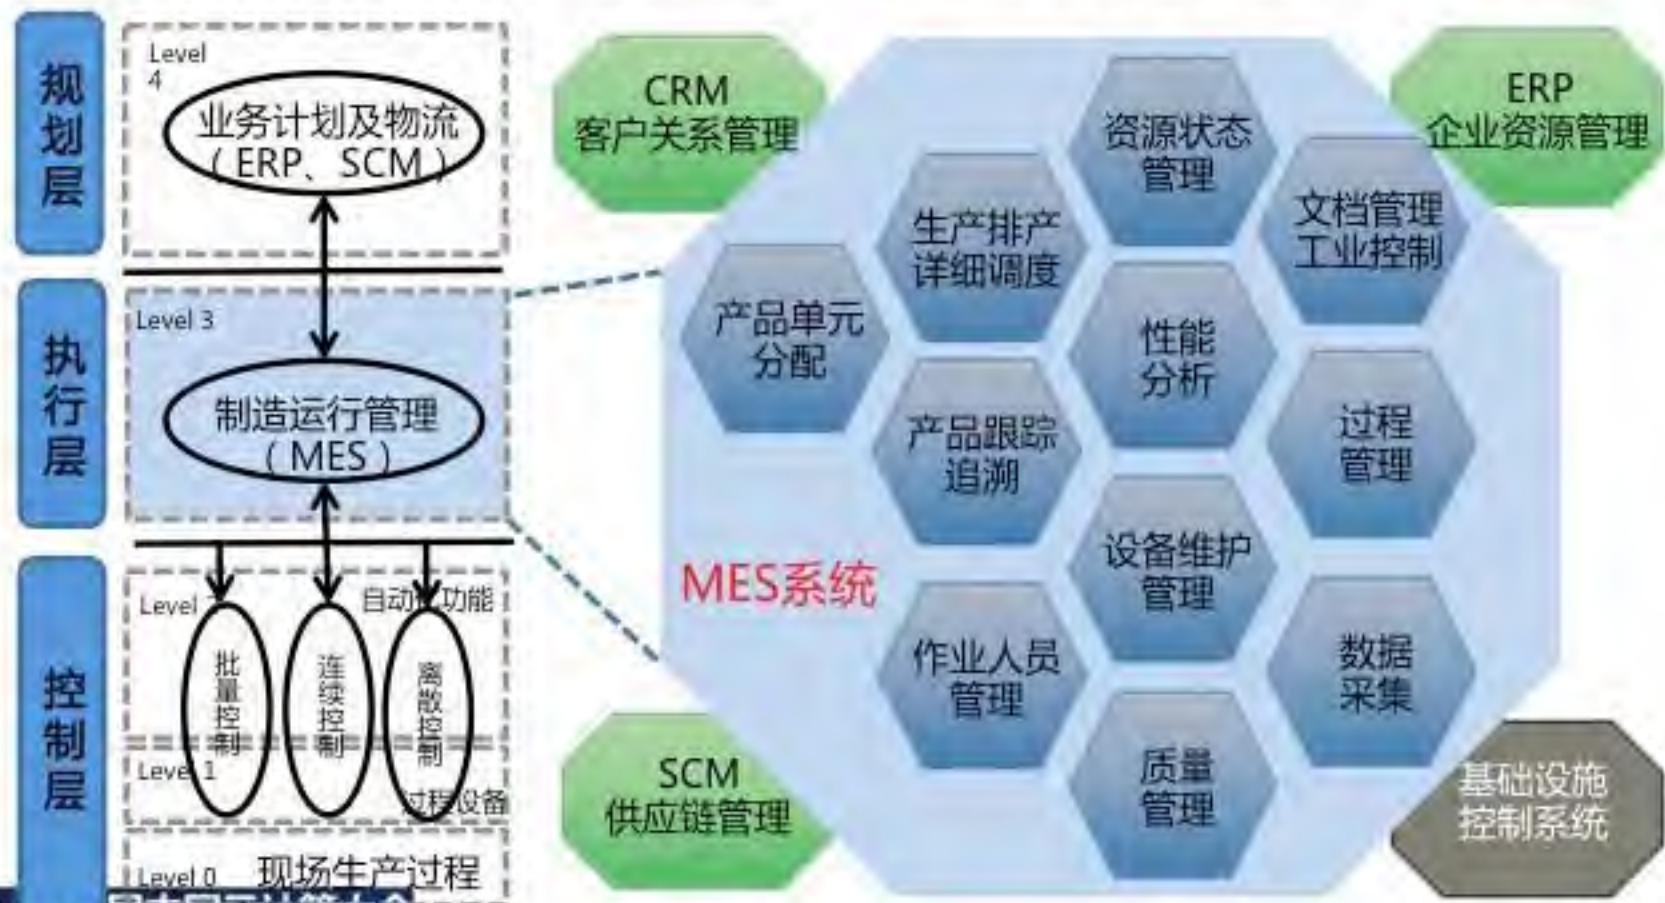 规划层
Level
4
业务计划及物流
（ERP、SCM）
执行层
Level 3
制造运行管理
（MES）
控制层
Level
自动化功能
批量控制
连续控制
离散控制
Level 1
过程设备
Level 0
现场生产过程
CRM
客户关系管理
ERP
企业资源管理
资源状态
管理
生产排产
详细调度
文档管理
工业控制
产品单元
分配
性能
分析
产品跟踪
追溯
过程
管理
MES系统
设备维护
管理
作业人员
管理
数据
采集
质量
管理
SCM
供应链管理
基础设施
控制系统